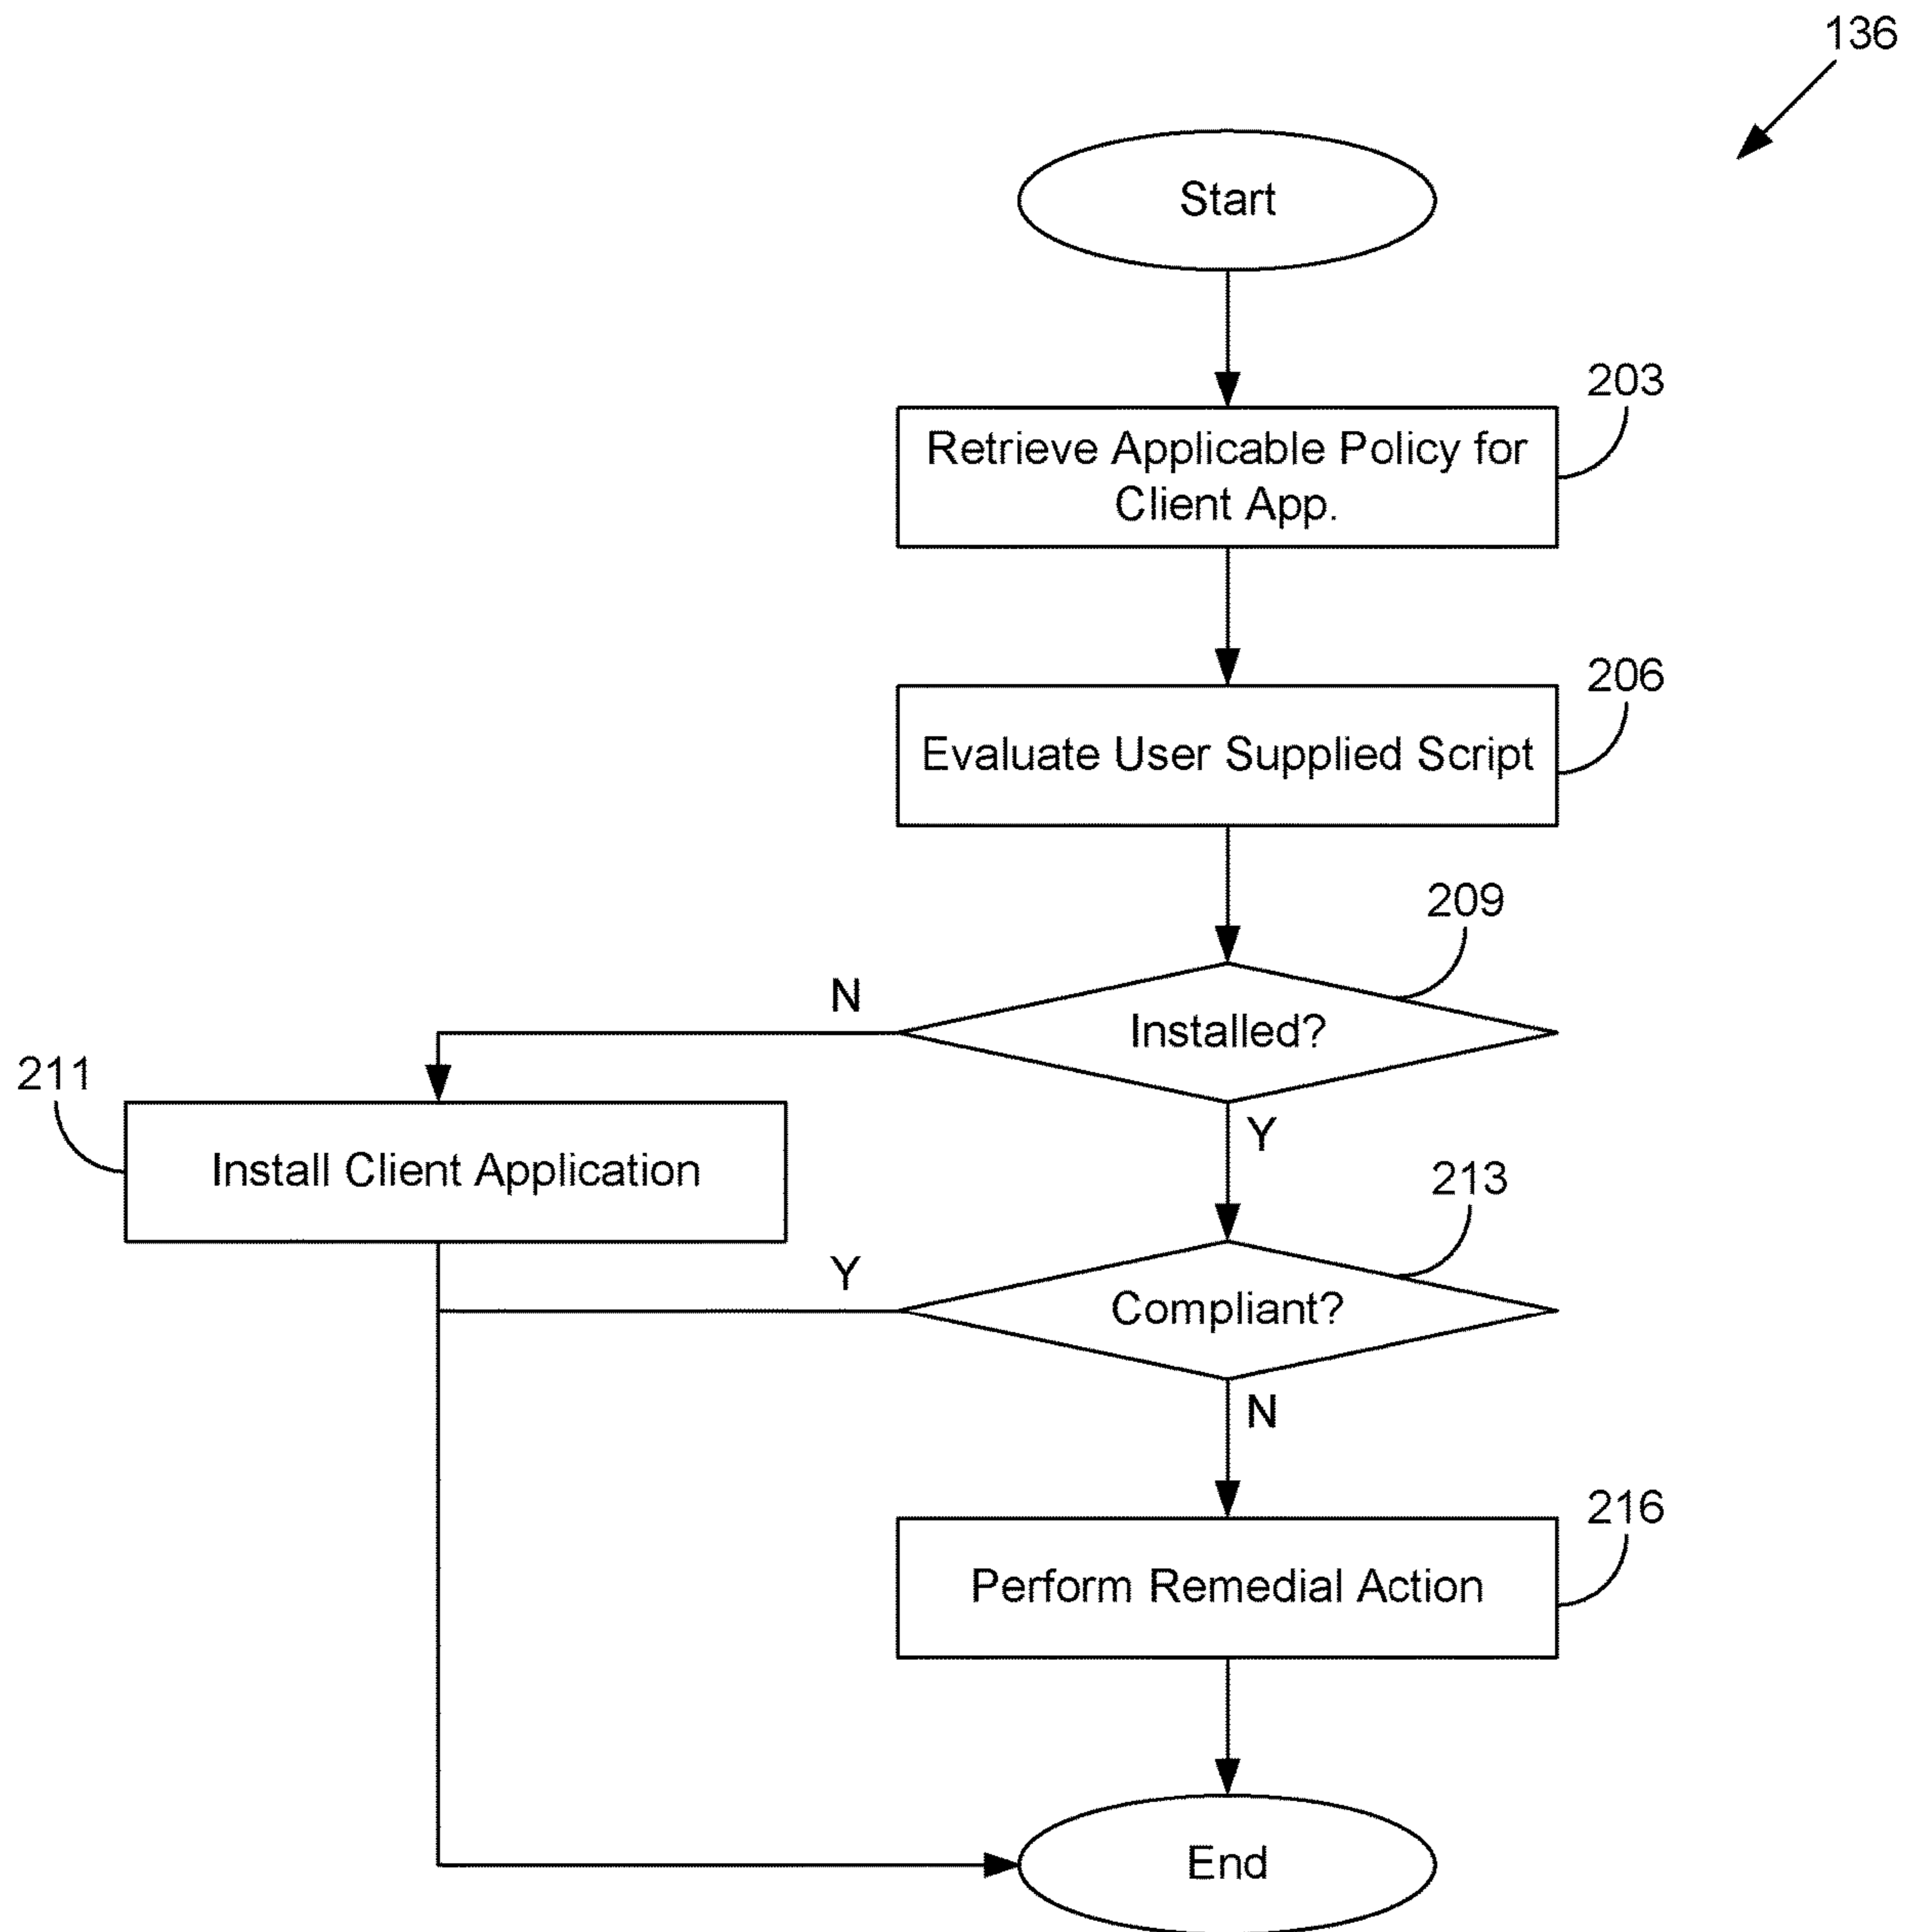 136
Start
203
Retrieve Applicable Policy for
Client App.
206
Evaluate User Supplied Script
209
N
Installed?
211
Install Client Application
Y
213
Y
Compliant?
N
216
Perform Remedial Action
End